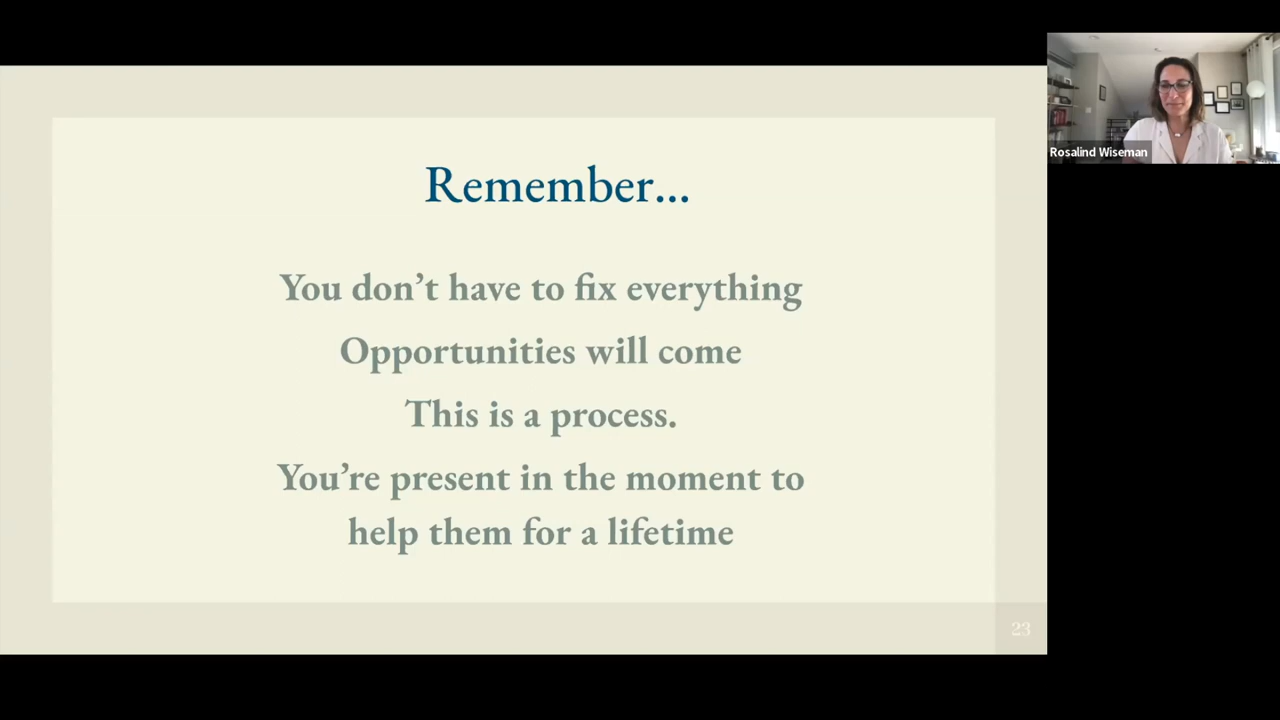 Remember...
You don’t have to fix everything
Opportunities will come
This is a process.
You’re present in the moment to
help them for a lifetime
23
Rosalind Wiseman